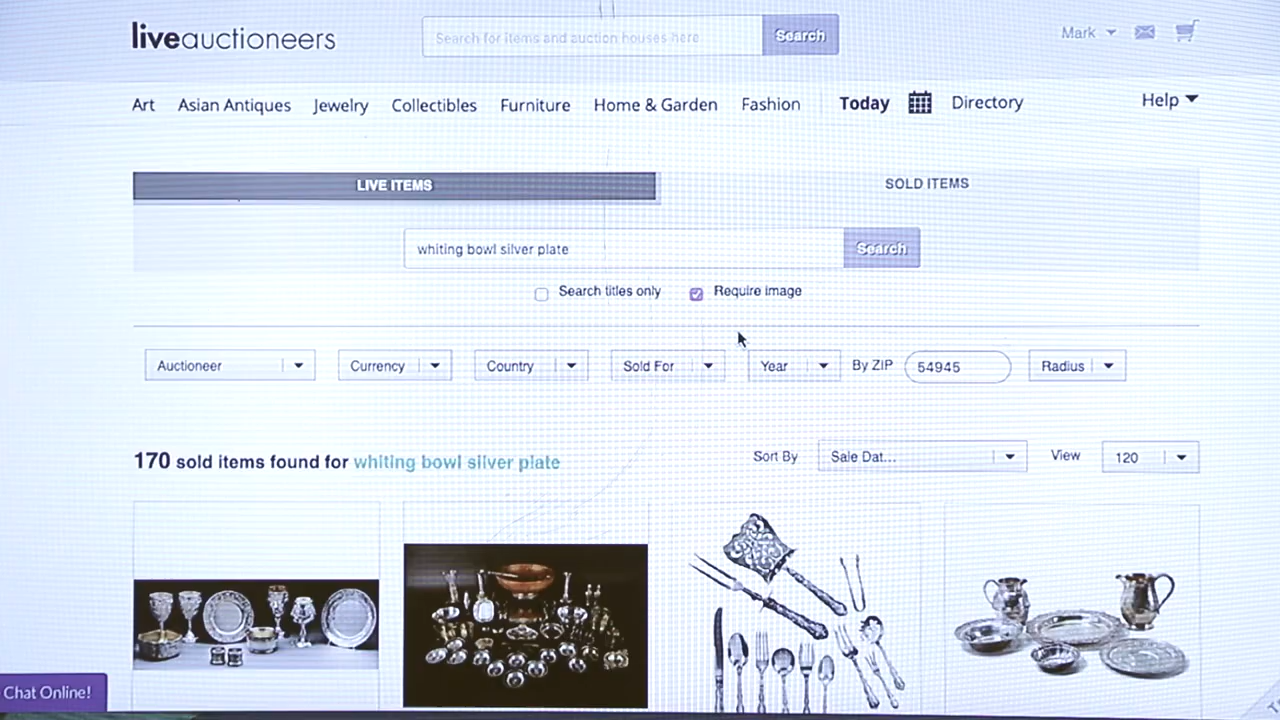 liveauctioneers
Search for items and auction houses here
Search
Mark
Art Asian Antiques Jewelry Collectibles Furniture Home & Garden Fashion Today Directory Help
LIVE ITEMS SOLD ITEMS
whiting bowl silver plate Search
Search titles only Require image
Auctioneer Currency Country Sold For Year By ZIP 54945 Radius
170 sold items found for whiting bowl silver plate Sort By Sale Dat... View 120
Chat Online!